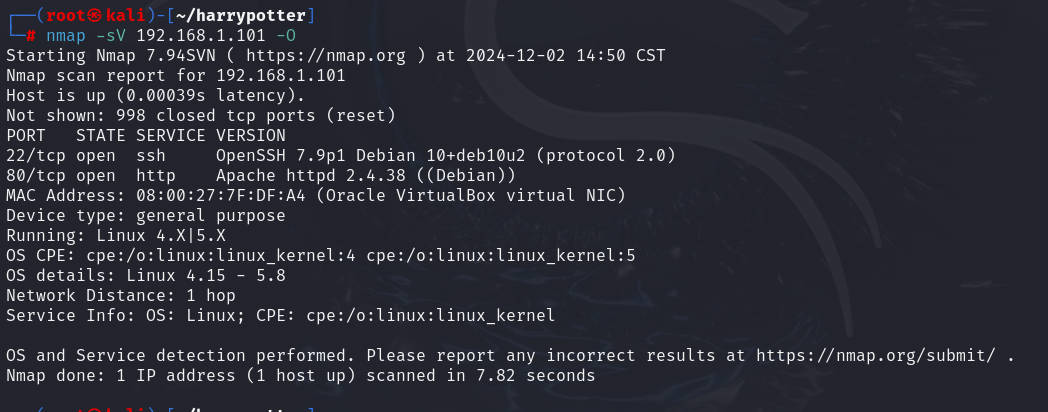 ┌──(root㉿kali)-[~/harrypotter]
└─# nmap -sV 192.168.1.101 -O
Starting Nmap 7.94SVN ( https://nmap.org ) at 2024-12-02 14:50 CST
Nmap scan report for 192.168.1.101
Host is up (0.00039s latency).
Not shown: 998 closed tcp ports (reset)
PORT   STATE SERVICE VERSION
22/tcp open  ssh     OpenSSH 7.9p1 Debian 10+deb10u2 (protocol 2.0)
80/tcp open  http    Apache httpd 2.4.38 ((Debian))
MAC Address: 08:00:27:7F:DF:A4 (Oracle VirtualBox virtual NIC)
Device type: general purpose
Running: Linux 4.X|5.X
OS CPE: cpe:/o:linux:linux_kernel:4 cpe:/o:linux:linux_kernel:5
OS details: Linux 4.15 - 5.8
Network Distance: 1 hop
Service Info: OS: Linux; CPE: cpe:/o:linux:linux_kernel

OS and Service detection performed. Please report any incorrect results at https://nmap.org/submit/ .
Nmap done: 1 IP address (1 host up) scanned in 7.82 seconds